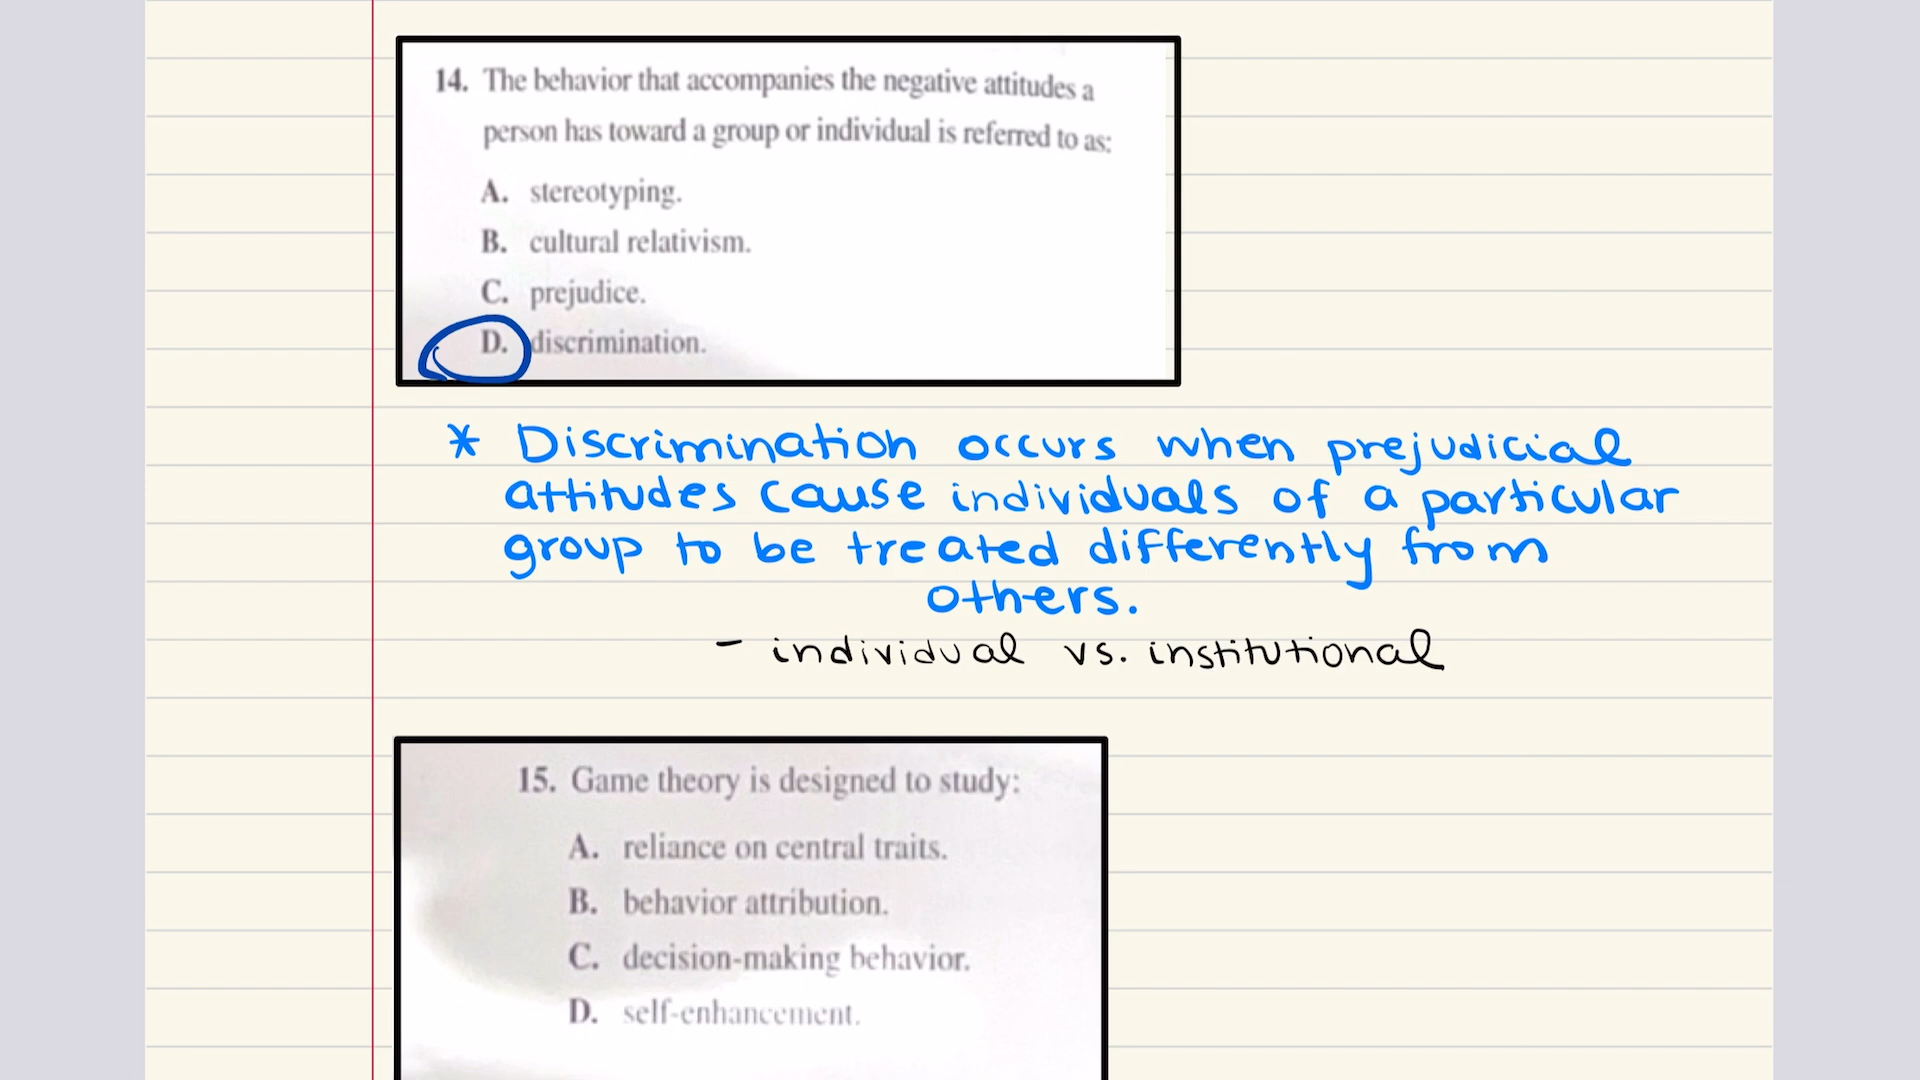 14. The behavior that accompanies the negative attitudes a
person has toward a group or individual is referred to as:
A. stereotyping.
B. cultural relativism.
C. prejudice.
D. discrimination.
* Discrimination occurs when prejudicial
attitudes cause individuals of a particular
group to be treated differently from
others.
- individual vs. institutional
15. Game theory is designed to study:
A. reliance on central traits.
B. behavior attribution.
C. decision-making behavior.
D. self-enhancement.